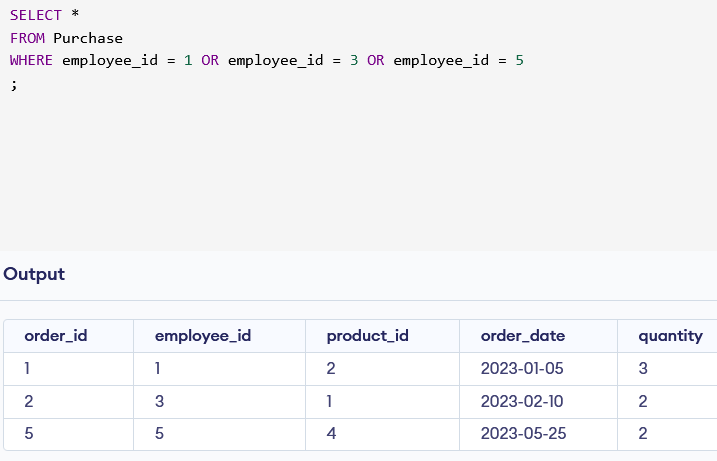 SELECT *
FROM Purchase
WHERE employee_id = 1 OR employee_id = 3 OR employee_id = 5
;
Output
order_id employee_id product_id order_date quantity
1 1 2 2023-01-05 3
2 3 1 2023-02-10 2
5 5 4 2023-05-25 2